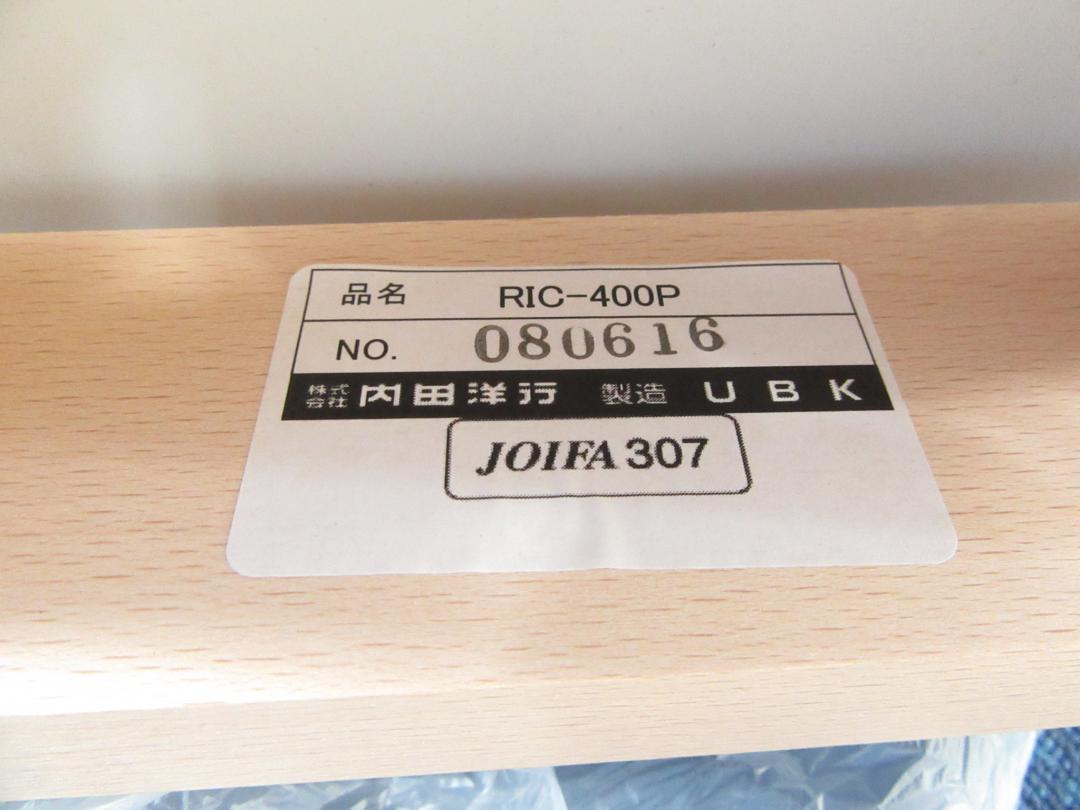 品名 RIC-400P
NO. 080616
株式会社 内田洋行 製造 UBK
JOIFA 307